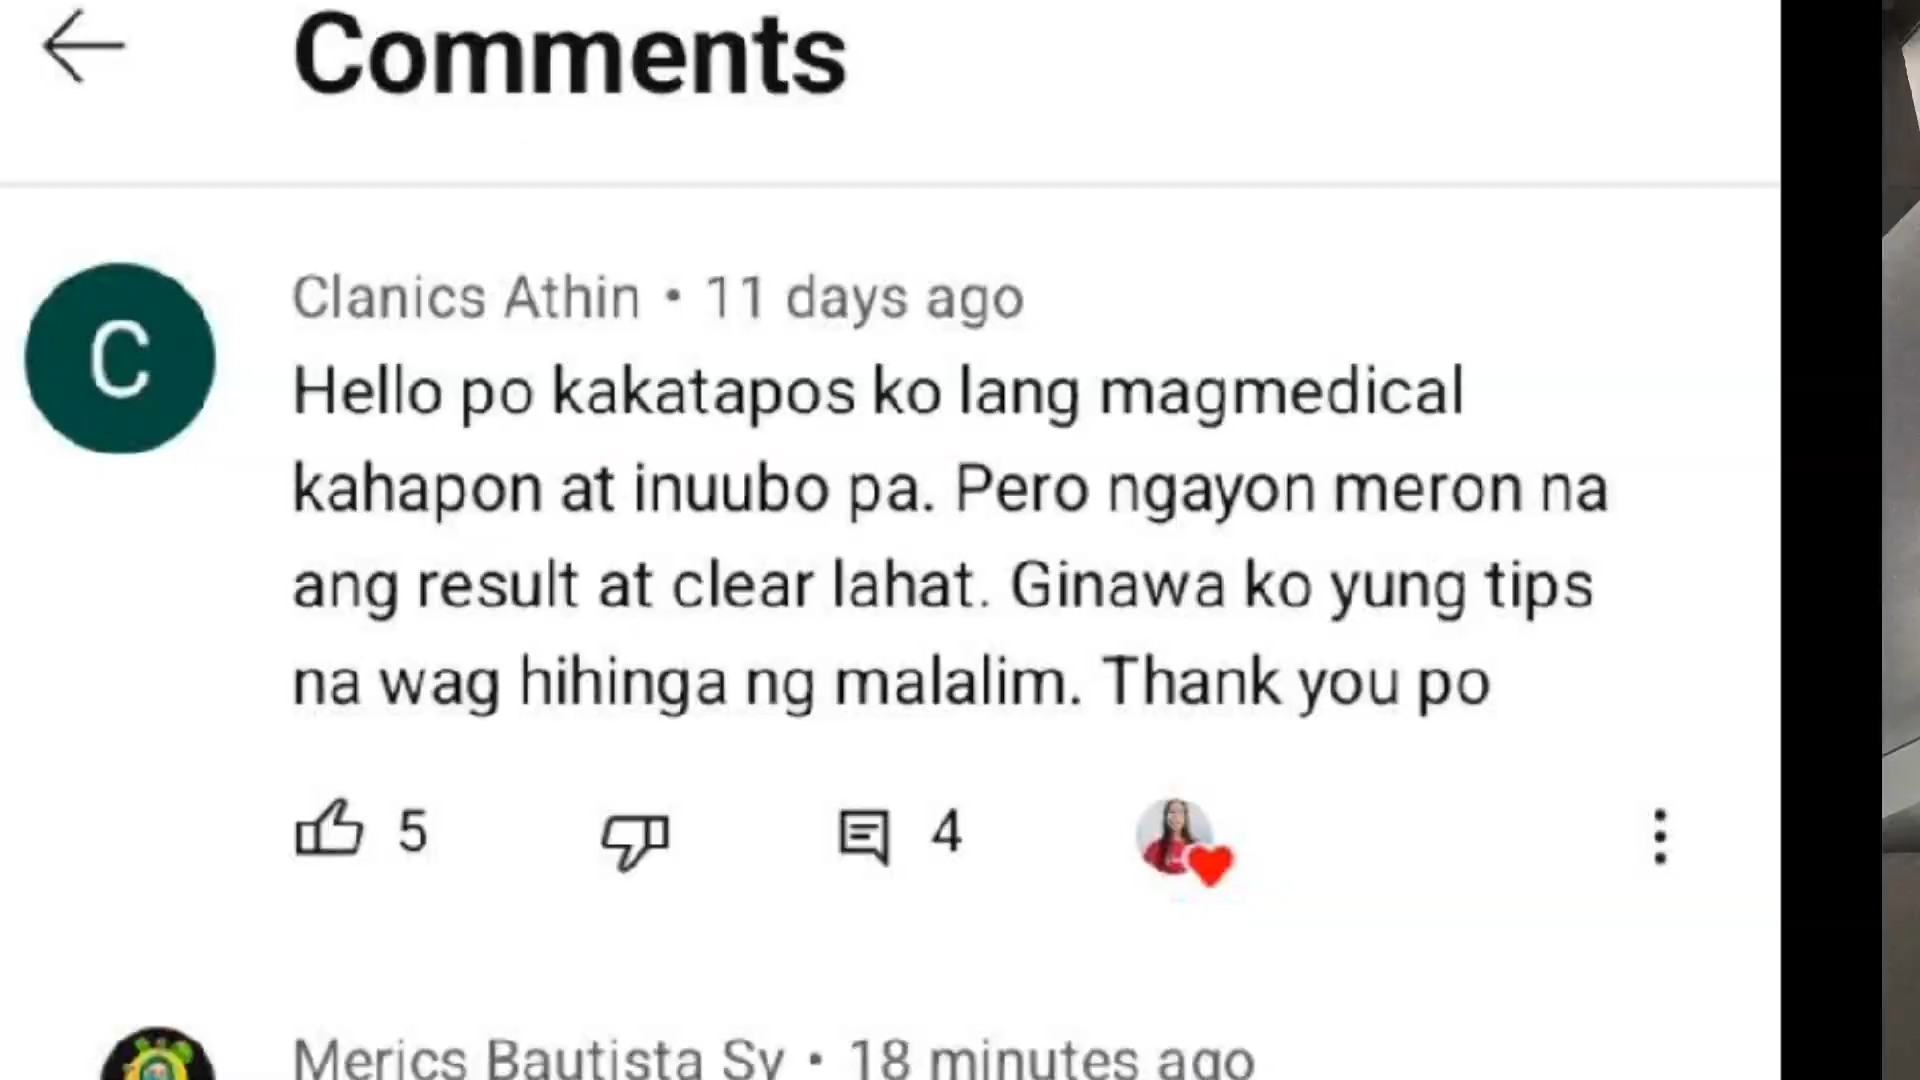 Comments
C
Clanics Athin • 11 days ago
Hello po kakatapos ko lang magmedical
kahapon at inuubo pa. Pero ngayon meron na
ang result at clear lahat. Ginawa ko yung tips
na wag hihinga ng malalim. Thank you po
5
4
Merics Bautista Sy • 18 minutes ago